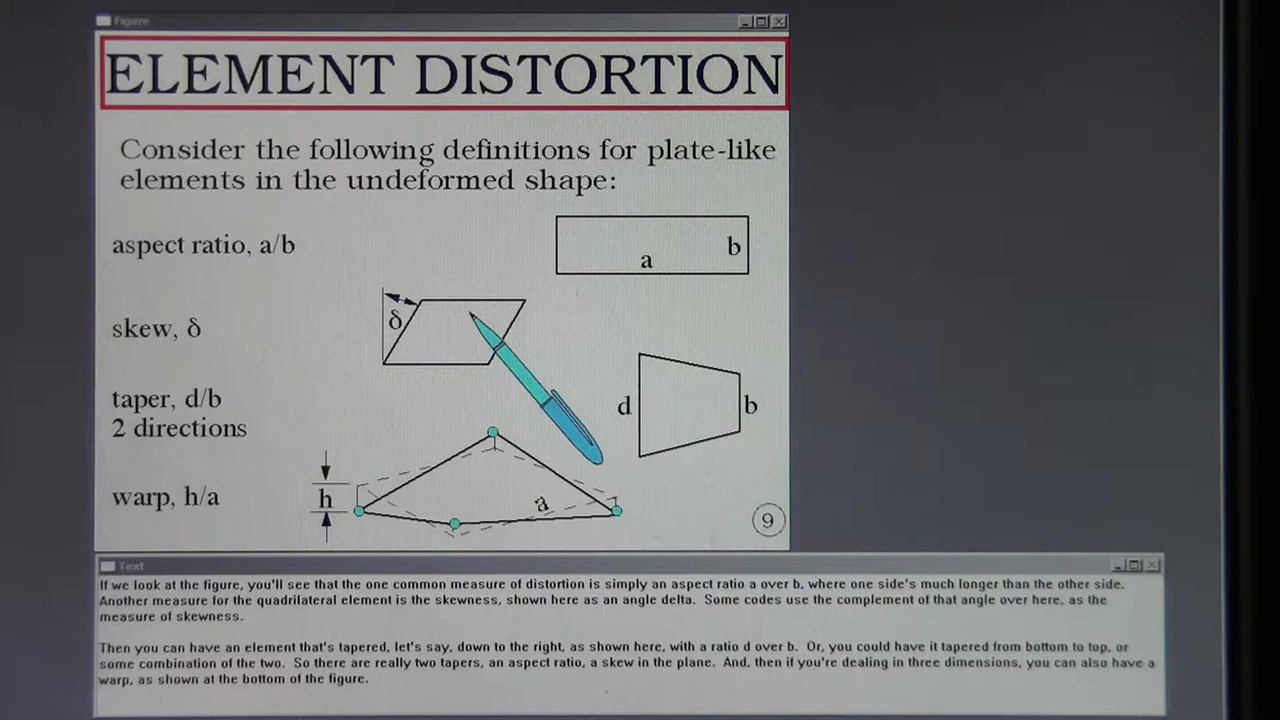 Figure
ELEMENT DISTORTION
Consider the following definitions for plate-like
elements in the undeformed shape:
aspect ratio, a/b
b
a
skew, δ
δ
taper, d/b
2 directions
d
b
warp, h/a
h
a
9
Text
If we look at the figure, you'll see that the one common measure of distortion is simply an aspect ratio a over b, where one side's much longer than the other side.
Another measure for the quadrilateral element is the skewness, shown here as an angle delta. Some codes use the complement of that angle over here, as the
measure of skewness.
Then you can have an element that's tapered, let's say, down to the right, as shown here, with a ratio d over b. Or, you could have it tapered from bottom to top, or
some combination of the two. So there are really two tapers, an aspect ratio, a skew in the plane. And, then if you're dealing in three dimensions, you can also have a
warp, as shown at the bottom of the figure.